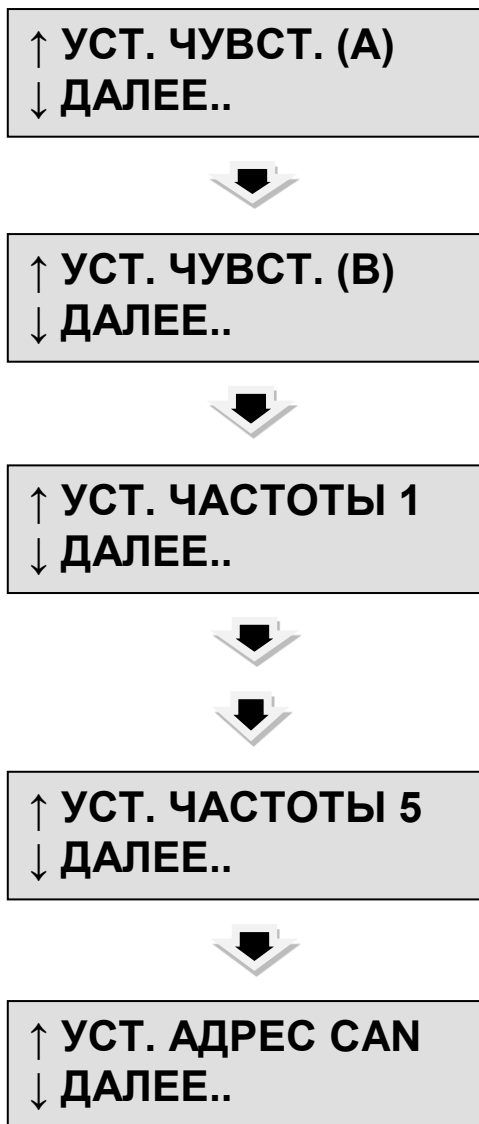 ↑ УСТ. ЧУВСТ. (А)
↓ ДАЛЕЕ..
↑ УСТ. ЧУВСТ. (В)
↓ ДАЛЕЕ..
↑ УСТ. ЧАСТОТЫ 1
↓ ДАЛЕЕ..
↑ УСТ. ЧАСТОТЫ 5
↓ ДАЛЕЕ..
↑ УСТ. АДРЕС CAN
↓ ДАЛЕЕ..